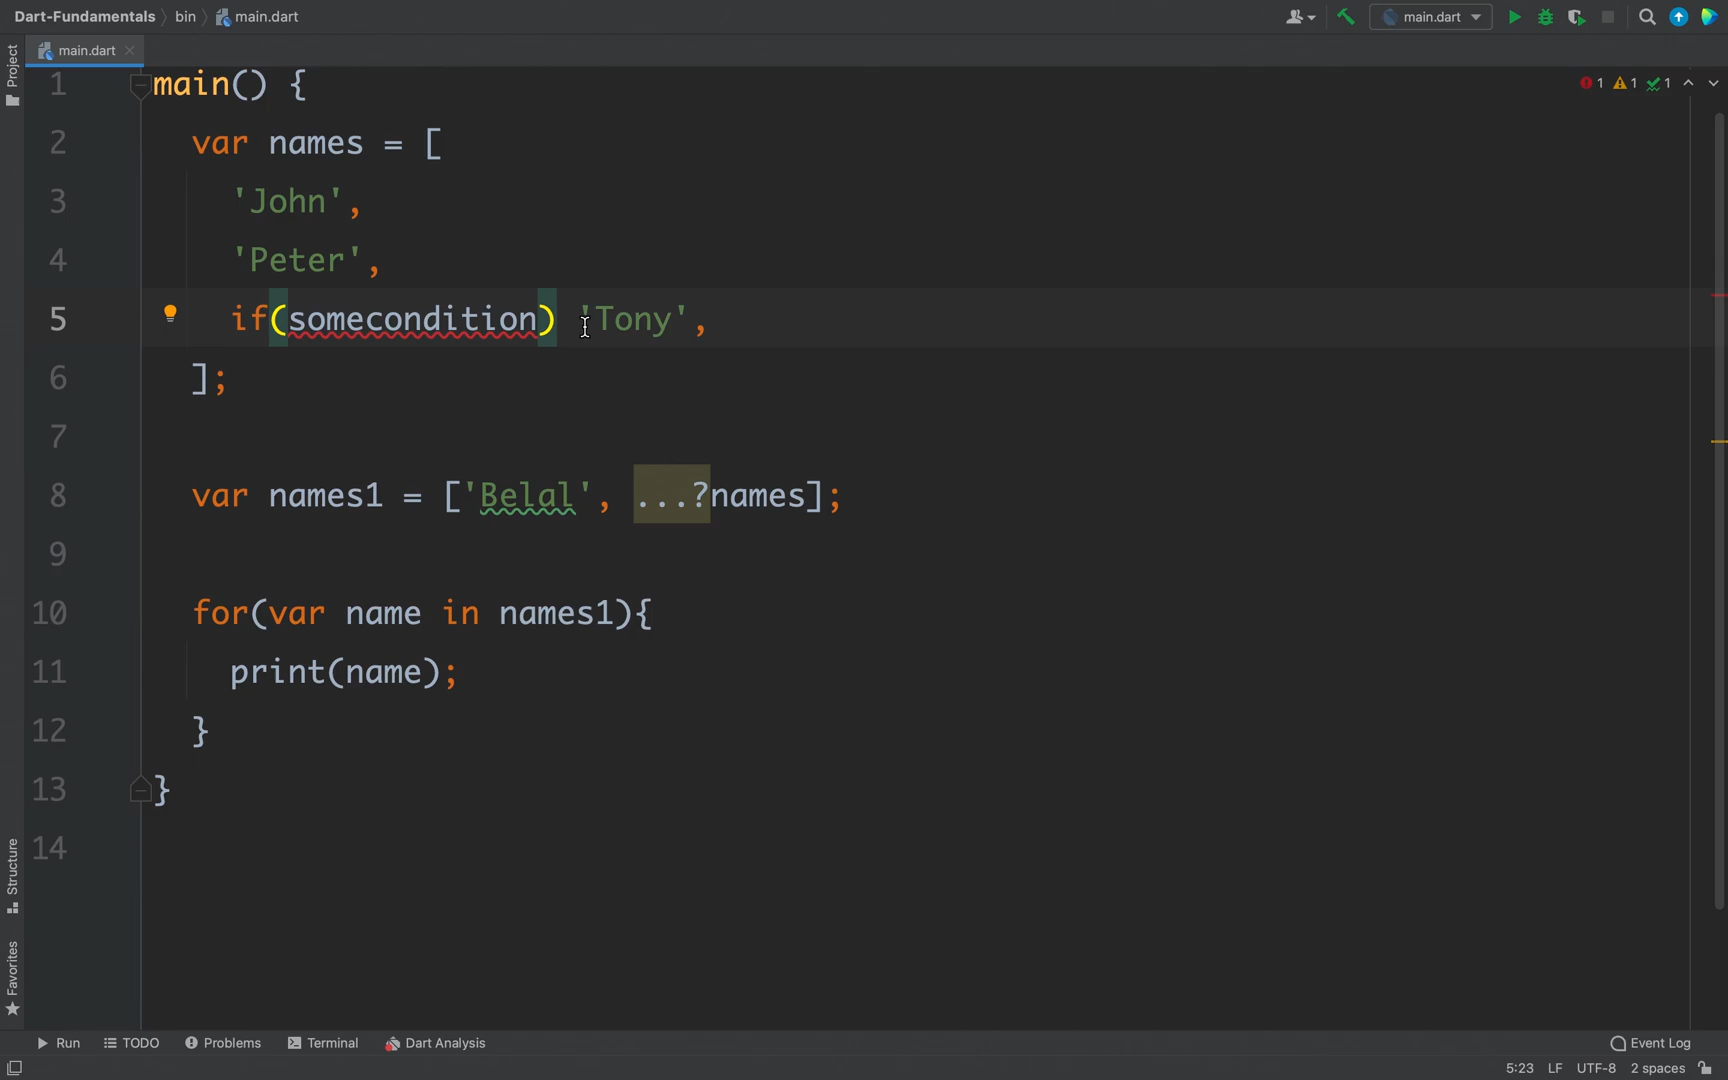 Dart-Fundamentals bin main.dart main.dart
Project main.dart
1 1 1
1 main() {
2 var names = [
3 'John',
4 'Peter',
5 if(somecondition) 'Tony',
6 ];
7
8 var names1 = ['Belal', ...?names];
9
10 for(var name in names1){
11 print(name);
12 }
13 }
14
Structure
Favorites
Run TODO Problems Terminal Dart Analysis Event Log
5:23 LF UTF-8 2 spaces